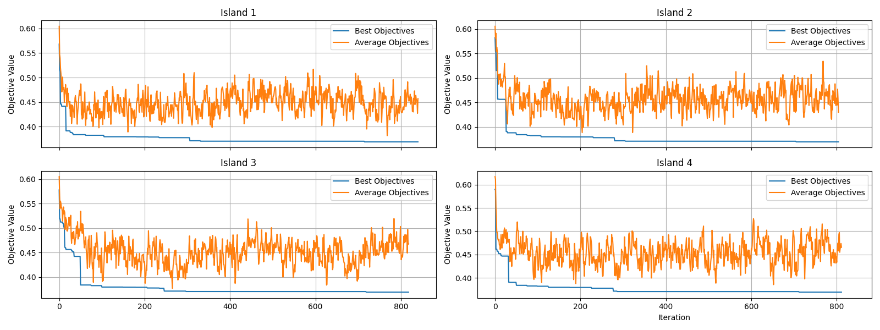 Island 1
Objective Value
0.60
0.55
0.50
0.45
0.40
Best Objectives
Average Objectives
Island 2
Objective Value
0.60
0.55
0.50
0.45
0.40
Best Objectives
Average Objectives
Island 3
Objective Value
0.60
0.55
0.50
0.45
0.40
Best Objectives
Average Objectives
0
200
400
600
800
Island 4
Objective Value
0.60
0.55
0.50
0.45
0.40
Best Objectives
Average Objectives
0
200
400
600
800
Iteration